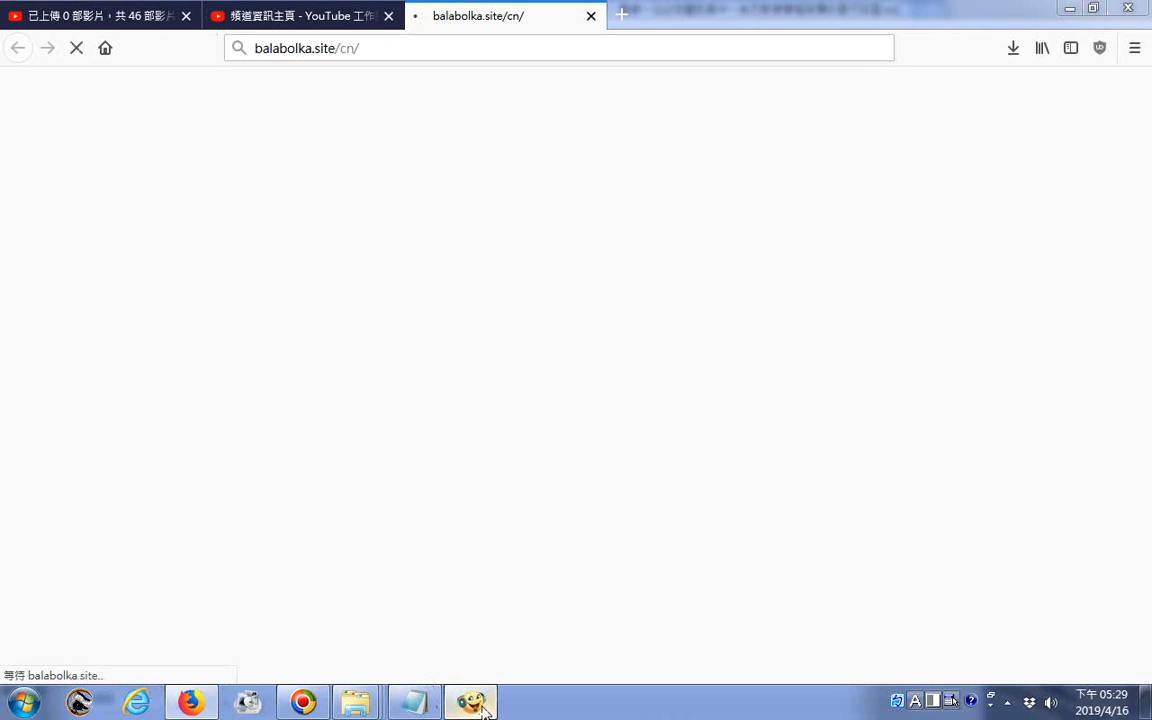 已上傳 0 部影片，共 46 部影片
頻道資訊主頁 - YouTube 工作
balabolka.site/cn/
balabolka.site/cn/
等待 balabolka.site...
下午 05:29
2019/4/16